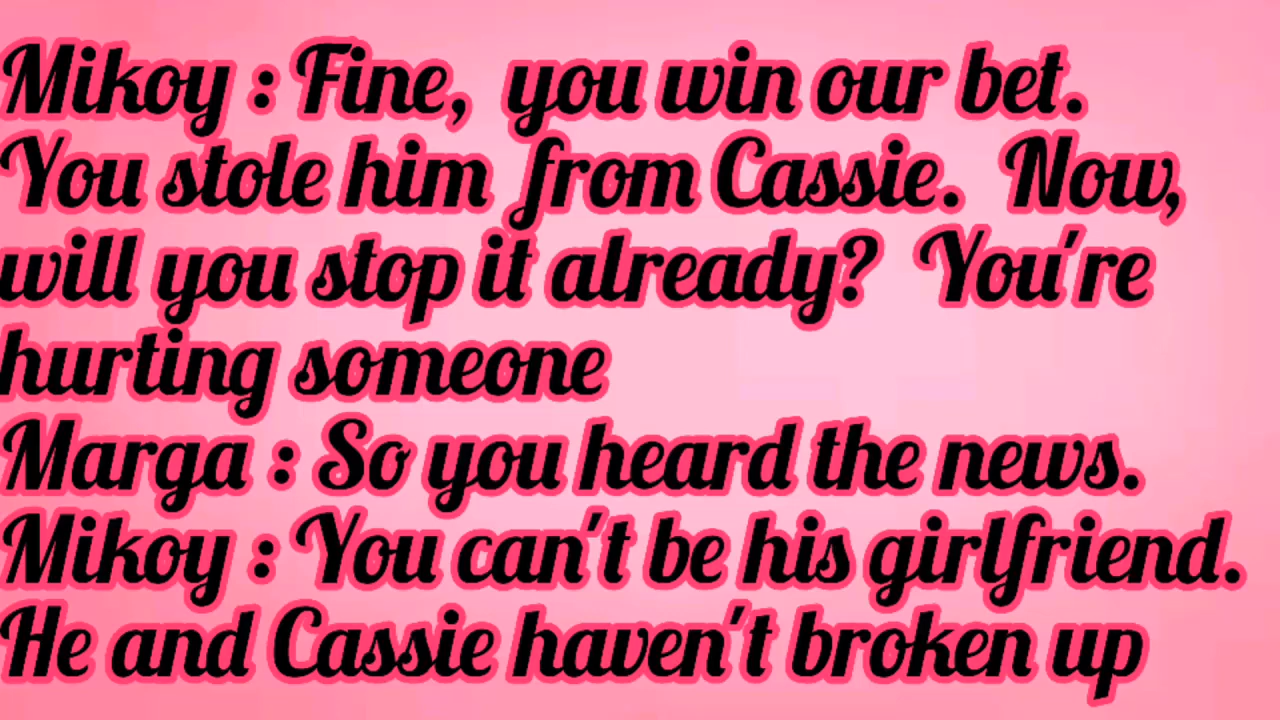 Mikoy : Fine, you win our bet.
You stole him from Cassie. Now,
will you stop it already? You're
hurting someone
Marga : So you heard the news.
Mikoy : You can't be his girlfriend.
He and Cassie haven't broken up